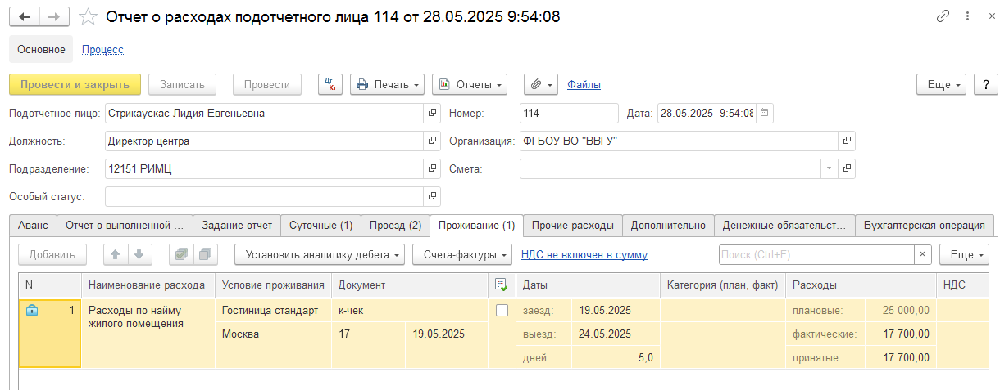 Отчет о расходах подотчетного лица 114 от 28.05.2025 9:54:08
Основное Процесс
Провести и закрыть Записать Провести Дт Кт Печать Отчеты Файлы Еще ?
Подотчетное лицо: Стрикаускас Лидия Евгеньевна Номер: 114 Дата: 28.05.2025 9:54:08
Должность: Директор центра Организация: ФГБОУ ВО "ВВГУ"
Подразделение: 12151 РИМЦ Смета:
Особый статус:
Аванс Отчет о выполненной ... Задание-отчет Суточные (1) Проезд (2) Проживание (1) Прочие расходы Дополнительно Денежные обязательст... Бухгалтерская операция
Добавить Установить аналитику дебета Счета-фактуры НДС не включен в сумму Поиск (Ctrl+F) × Еще
N Наименование расхода Условие проживания Документ Даты Категория (план, факт) Расходы НДС
1 Расходы по найму жилого помещения Гостиница стандарт к-чек заезд: 19.05.2025 плановые: 25 000,00
Москва 17 19.05.2025 выезд: 24.05.2025 фактические: 17 700,00
дней: 5,0 принятые: 17 700,00